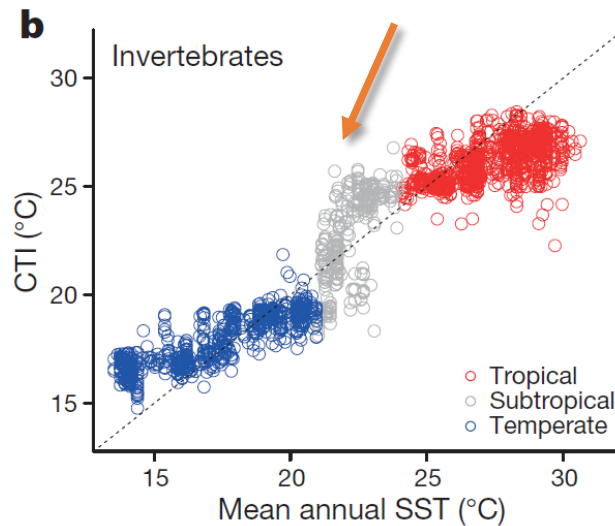 b
Invertebrates
30
25
20
15
CTI (°C)
Tropical
Subtropical
Temperate
15 20 25 30
Mean annual SST (°C)